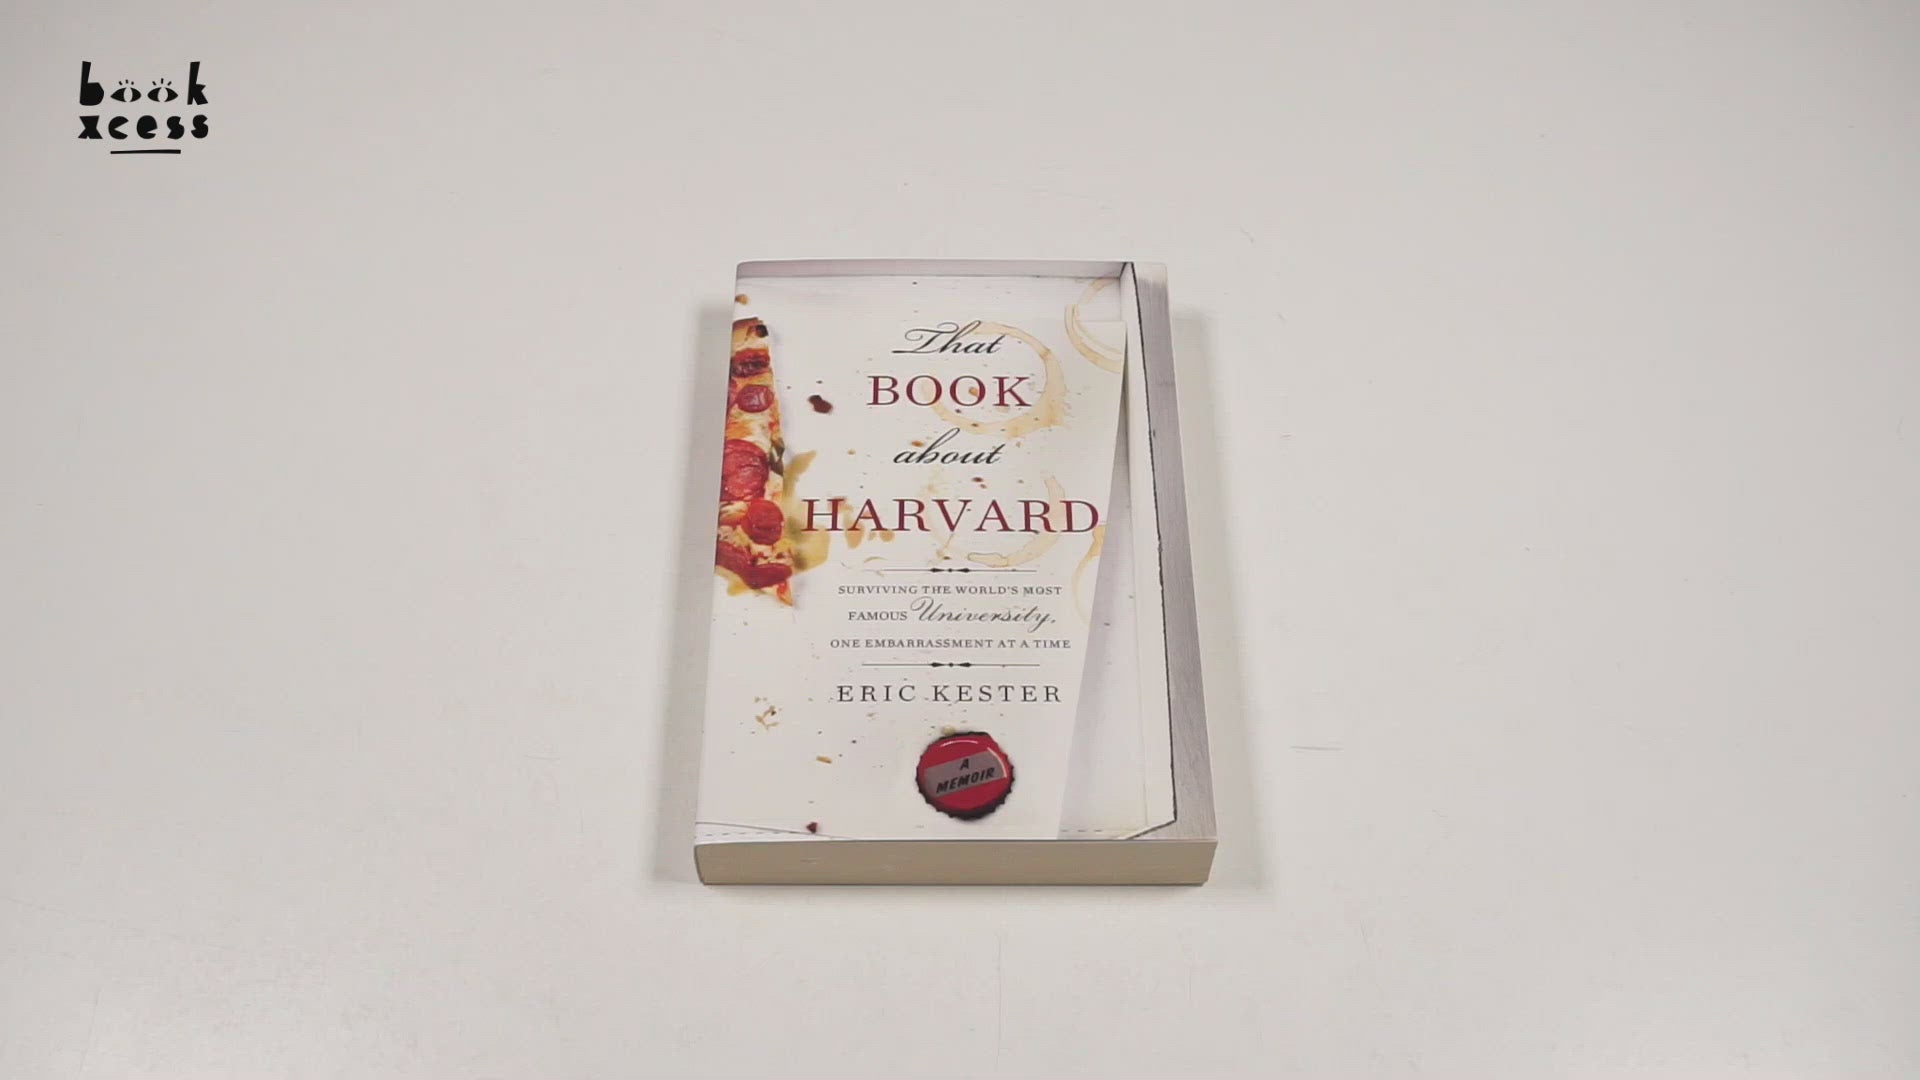 book
xcess
That
BOOK
about
HARVARD
SURVIVING THE WORLD'S MOST
FAMOUS University,
ONE EMBARRASSMENT AT A TIME
ERIC KESTER
A
MEMOIR